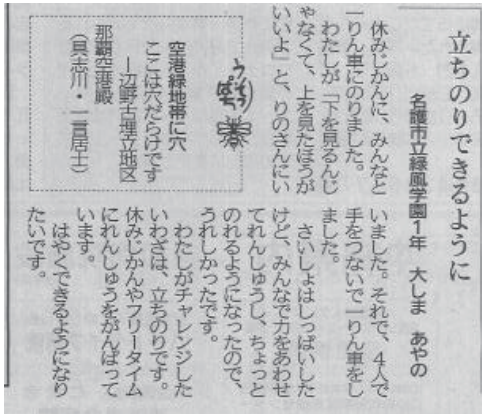 立ちのりできるように
名護市立緑風学園1年 大しま あやの
休みじかんに、みんなと
一りん車にのりました。
わたしが「下を見るんじ
ゃなくて、上を見たほうが
いいよ」と、りのさんにい
いました。それで、4人で
手をつないで一りん車をし
ました。
さいしょはしっぱいした
けど、みんなで力をあわせ
てれんしゅうし、ちょっと
のれるようになったので、
うれしかったです。
わたしがチャレンジした
いわざは、立ちのりです。
休みじかんやフリータイム
にれんしゅうをがんばって
います。
はやくできるようになり
たいです。
空港緑地帯に穴
ここは穴だらけです
―辺野古埋立地区
那覇空港殿
(具志川・一言居士)